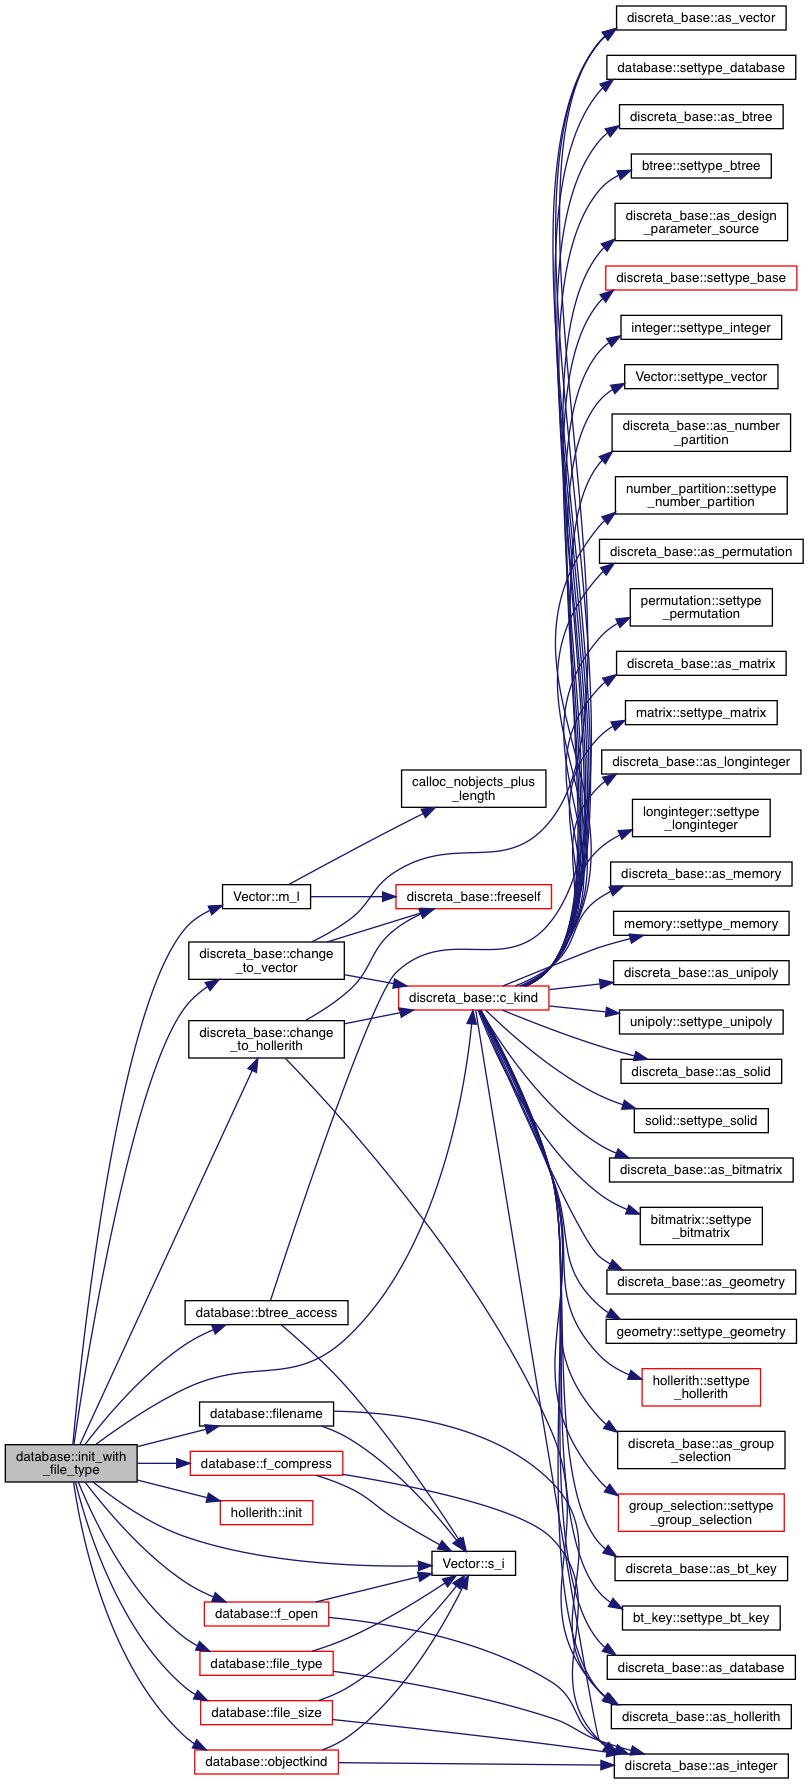 discreta_base::as_vector
database::settype_database
discreta_base::as_btree
btree::settype_btree
discreta_base::as_design
_parameter_source
discreta_base::settype_base
integer::settype_integer
Vector::settype_vector
discreta_base::as_number
_partition
number_partition::settype
_number_partition
discreta_base::as_permutation
permutation::settype
_permutation
discreta_base::as_matrix
matrix::settype_matrix
discreta_base::as_longinteger
calloc_nobjects_plus
_length
longinteger::settype
_longinteger
discreta_base::as_memory
Vector::m_l
discreta_base::freeself
memory::settype_memory
discreta_base::change
_to_vector
discreta_base::as_unipoly
discreta_base::c_kind
unipoly::settype_unipoly
discreta_base::change
_to_hollerith
discreta_base::as_solid
solid::settype_solid
discreta_base::as_bitmatrix
bitmatrix::settype
_bitmatrix
discreta_base::as_geometry
database::btree_access
geometry::settype_geometry
hollerith::settype
_hollerith
database::filename
discreta_base::as_group
_selection
database::init_with
_file_type
database::f_compress
hollerith::init
group_selection::settype
_group_selection
Vector::s_i
discreta_base::as_bt_key
database::f_open
bt_key::settype_bt_key
database::file_type
discreta_base::as_database
database::file_size
discreta_base::as_hollerith
database::objectkind
discreta_base::as_integer